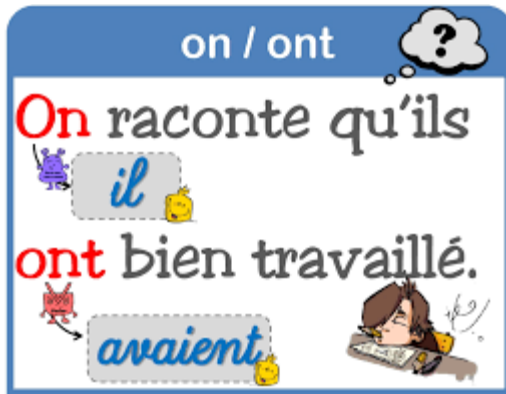 on / ont
?
On raconte qu'ils
il
ont bien travaillé.
avaient